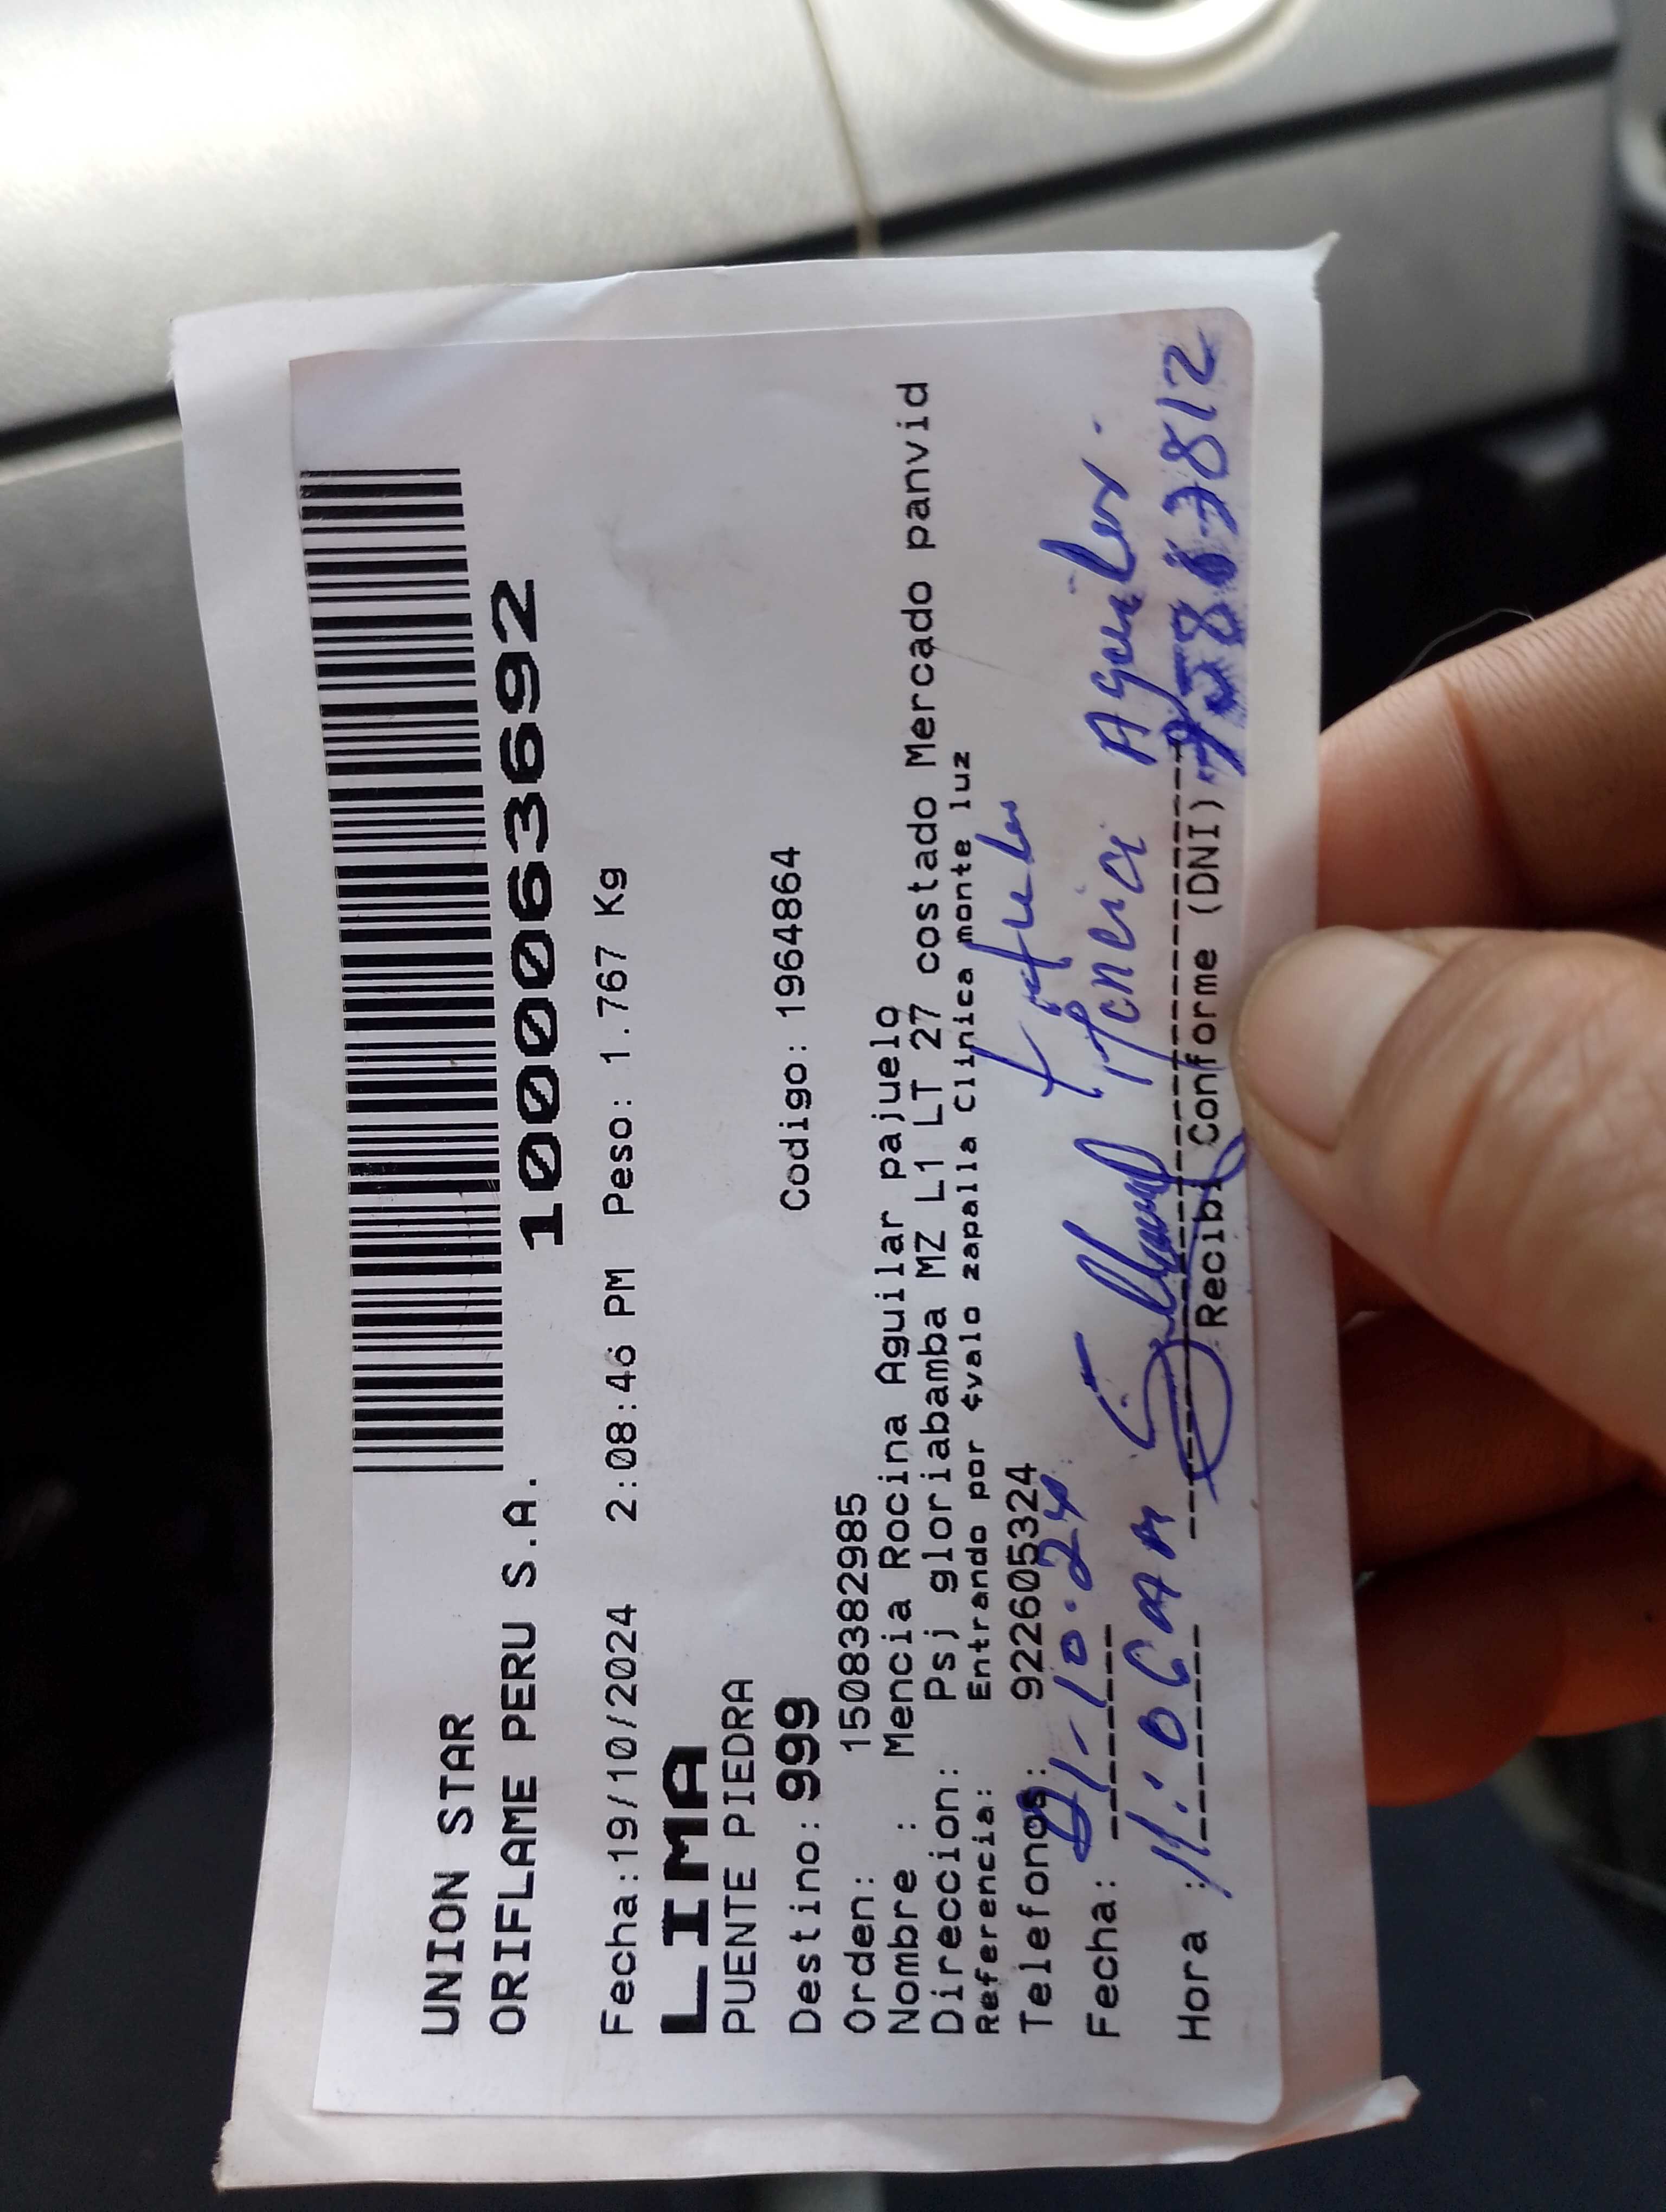 UNION STAR
ORIFLAME PERU S.A.
1000063692
Fecha:19/10/2024 2:08:46 PM Peso: 1.767 Kg
LIMA
PUENTE PIEDRA
Destino: 999 Codigo: 1964864
Orden: 1508382985
Nombre : Mencia Rocina Aguilar pajuelo
Direccion: Psj gloriabamba MZ L1 LT 27 costado Mercado panvid
Referencia: Entrando por ¢valo zapalla Clinica monte luz
Telefonos: 922605324
Mencia Aguilar.
Fecha: 21-10-24
Hora : 11:06 AM
Recibi Conforme (DNI)